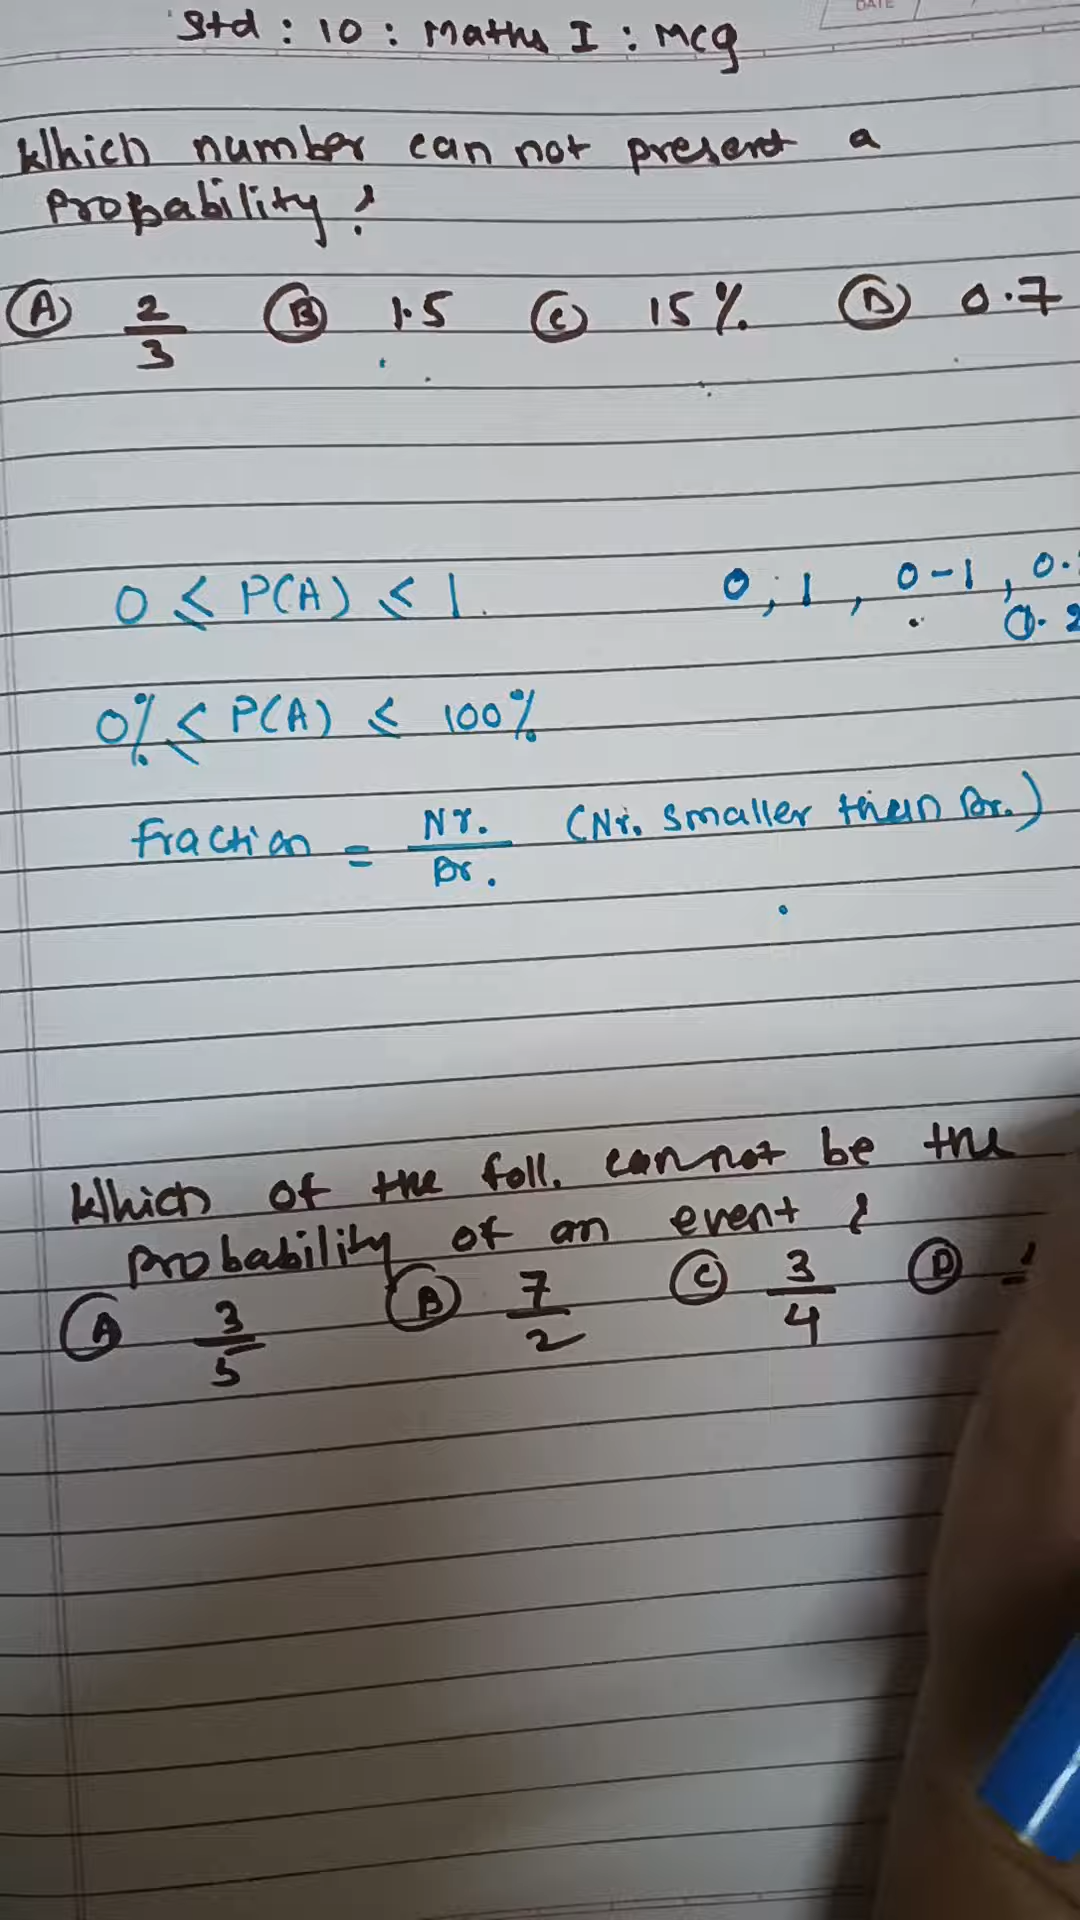 DATE
Std : 10 : Maths I : Mcq
Which number can not present a
Probability ?
(A) 2/3 (B) 1.5 (C) 15% (D) 0.7
0 ≤ P(A) ≤ 1. 0, 1, 0-1, 0.
0.2
0% ≤ P(A) ≤ 100%
Fraction = Nr./Dr. (Nr. smaller than Dr.)
Which of the foll. cannot be the
probability of an event ?
(A) 3/5 (B) 7/2 (C) 3/4 (D)